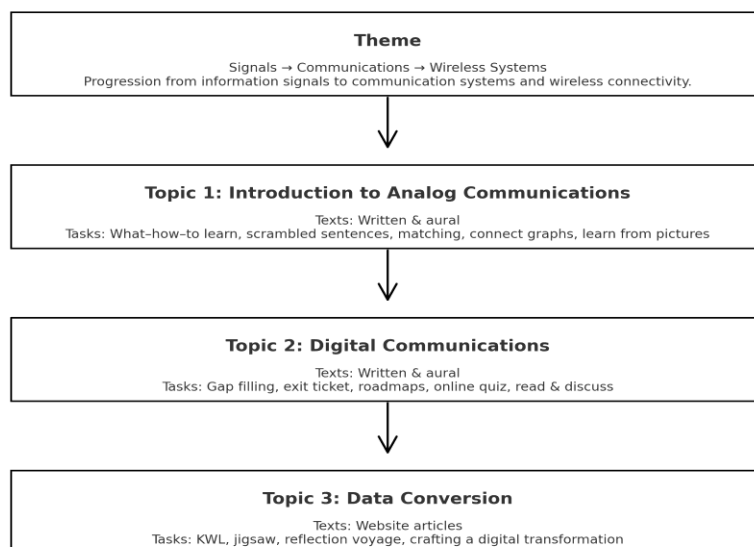 Theme
Signals → Communications → Wireless Systems
Progression from information signals to communication systems and wireless connectivity.
Topic 1: Introduction to Analog Communications
Texts: Written & aural
Tasks: What–how–to learn, scrambled sentences, matching, connect graphs, learn from pictures
Topic 2: Digital Communications
Texts: Written & aural
Tasks: Gap filling, exit ticket, roadmaps, online quiz, read & discuss
Topic 3: Data Conversion
Texts: Website articles
Tasks: KWL, jigsaw, reflection voyage, crafting a digital transformation